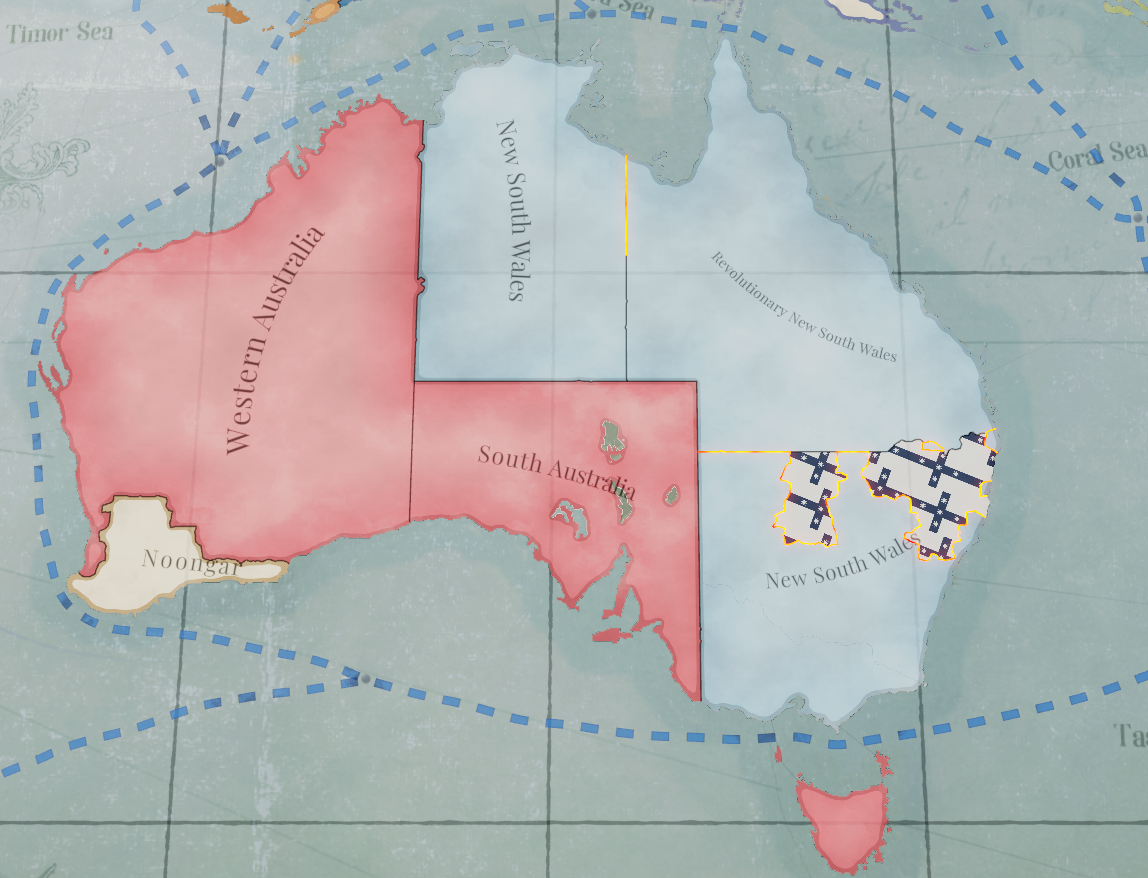 Timor Sea
Sea
Coral Sea
New South Wales
Western Australia
Revolutionary New South Wales
South Australia
Noongar
New South Wales
Ta